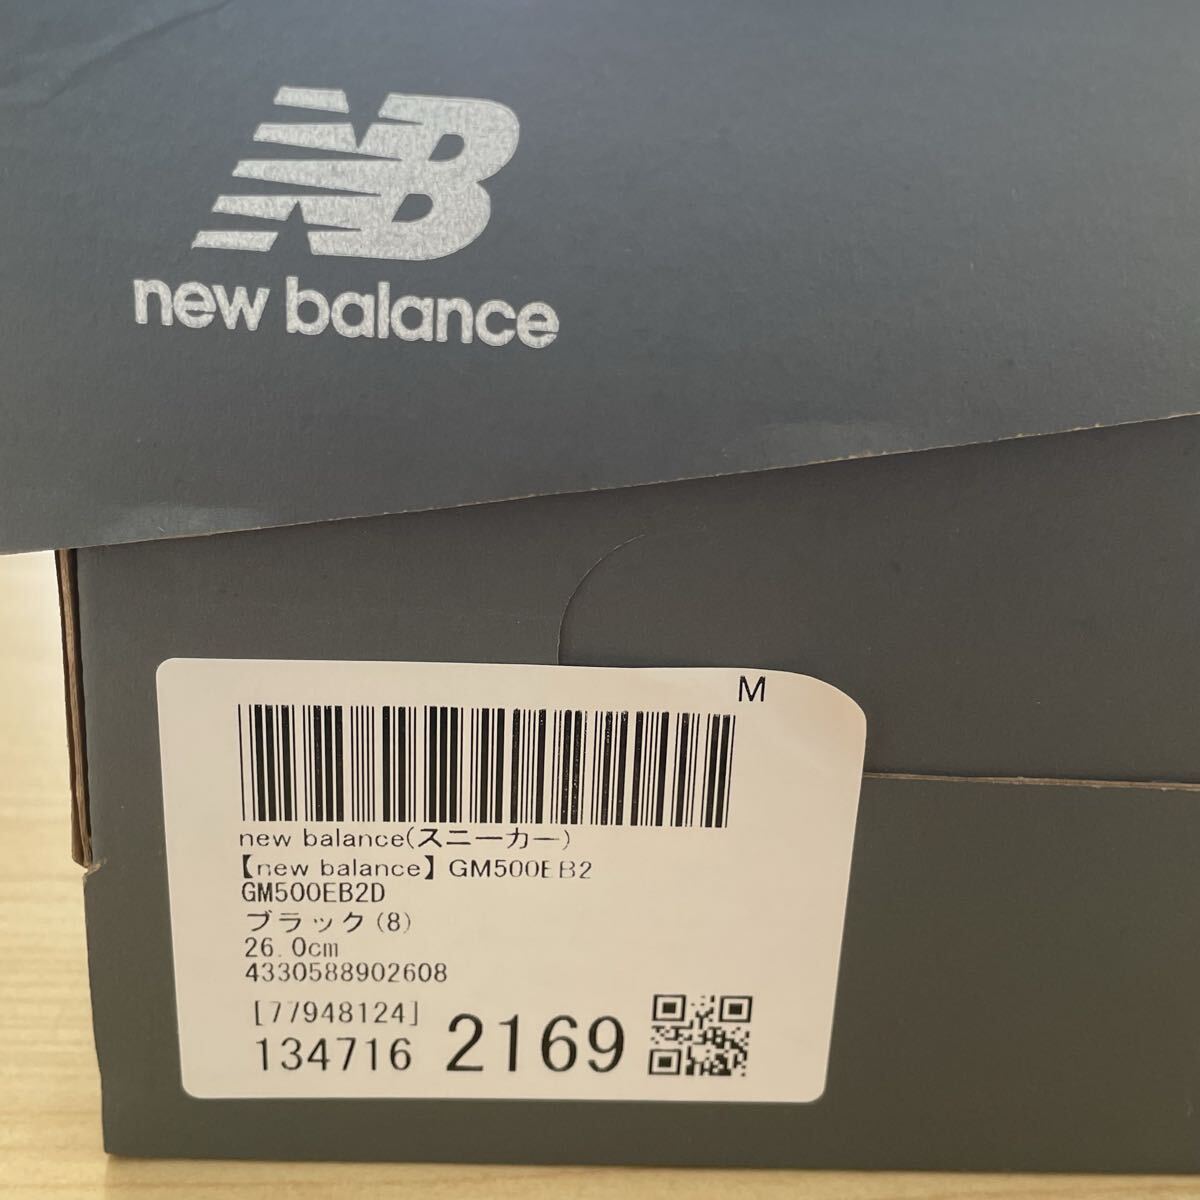 NB
new balance
M
new balance(スニーカー)
【new balance】GM500EB2
GM500EB2D
ブラック(8)
26.0cm
4330588902608
[77948124]
134716 2169